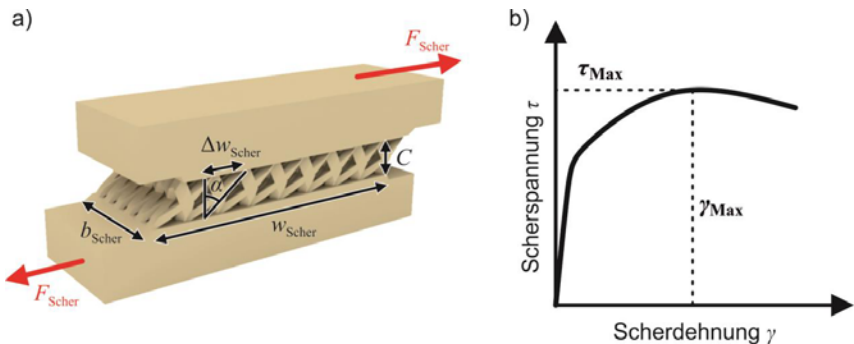 a)
F_Scher
Δw_Scher
C
α
b_Scher
w_Scher
F_Scher
b)
τ_Max
γ_Max
Scherspannung τ
Scherdehnung γ